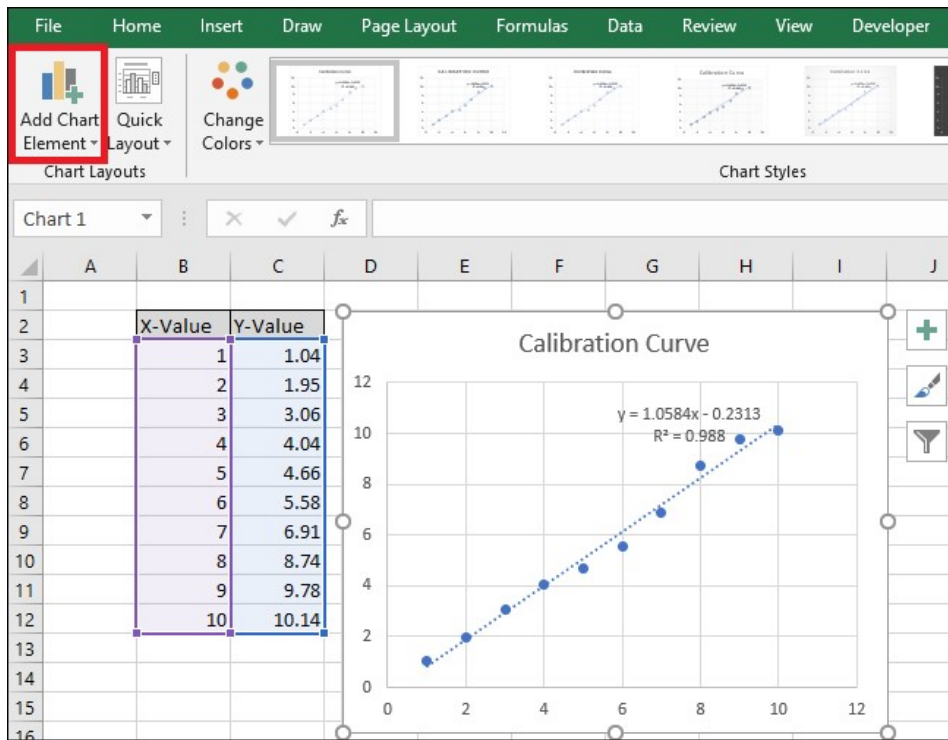 File Home Insert Draw Page Layout Formulas Data Review View Developer
Add Chart Element
Quick Layout
Change Colors
Chart Layouts
Chart Styles
Chart 1
fx
A B C D E F G H I J
1
2 X-Value Y-Value
3 1 1.04
4 2 1.95
5 3 3.06
6 4 4.04
7 5 4.66
8 6 5.58
9 7 6.91
10 8 8.74
11 9 9.78
12 10 10.14
13
14
15
16
Calibration Curve
y = 1.0584x - 0.2313
R² = 0.988
12
10
8
6
4
2
0
0 2 4 6 8 10 12